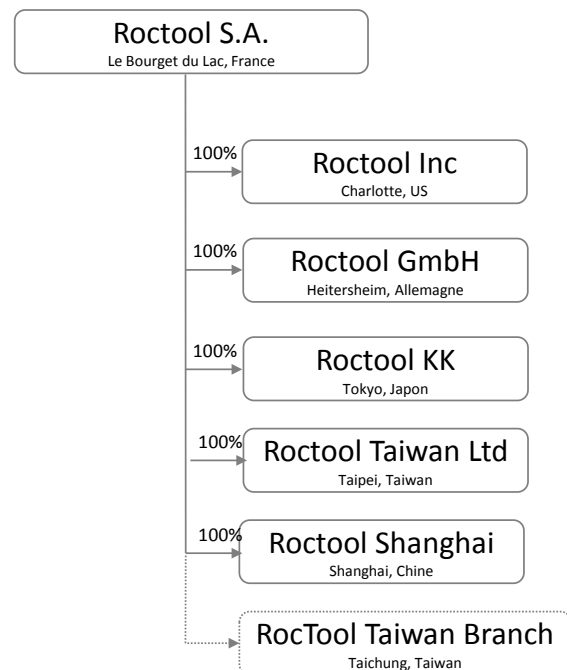 Roctool S.A.
Le Bourget du Lac, France
100%
Roctool Inc
Charlotte, US
100%
Roctool GmbH
Heitersheim, Allemagne
100%
Roctool KK
Tokyo, Japon
100%
Roctool Taiwan Ltd
Taipei, Taiwan
100%
Roctool Shanghai
Shanghai, Chine
RocTool Taiwan Branch
Taichung, Taiwan